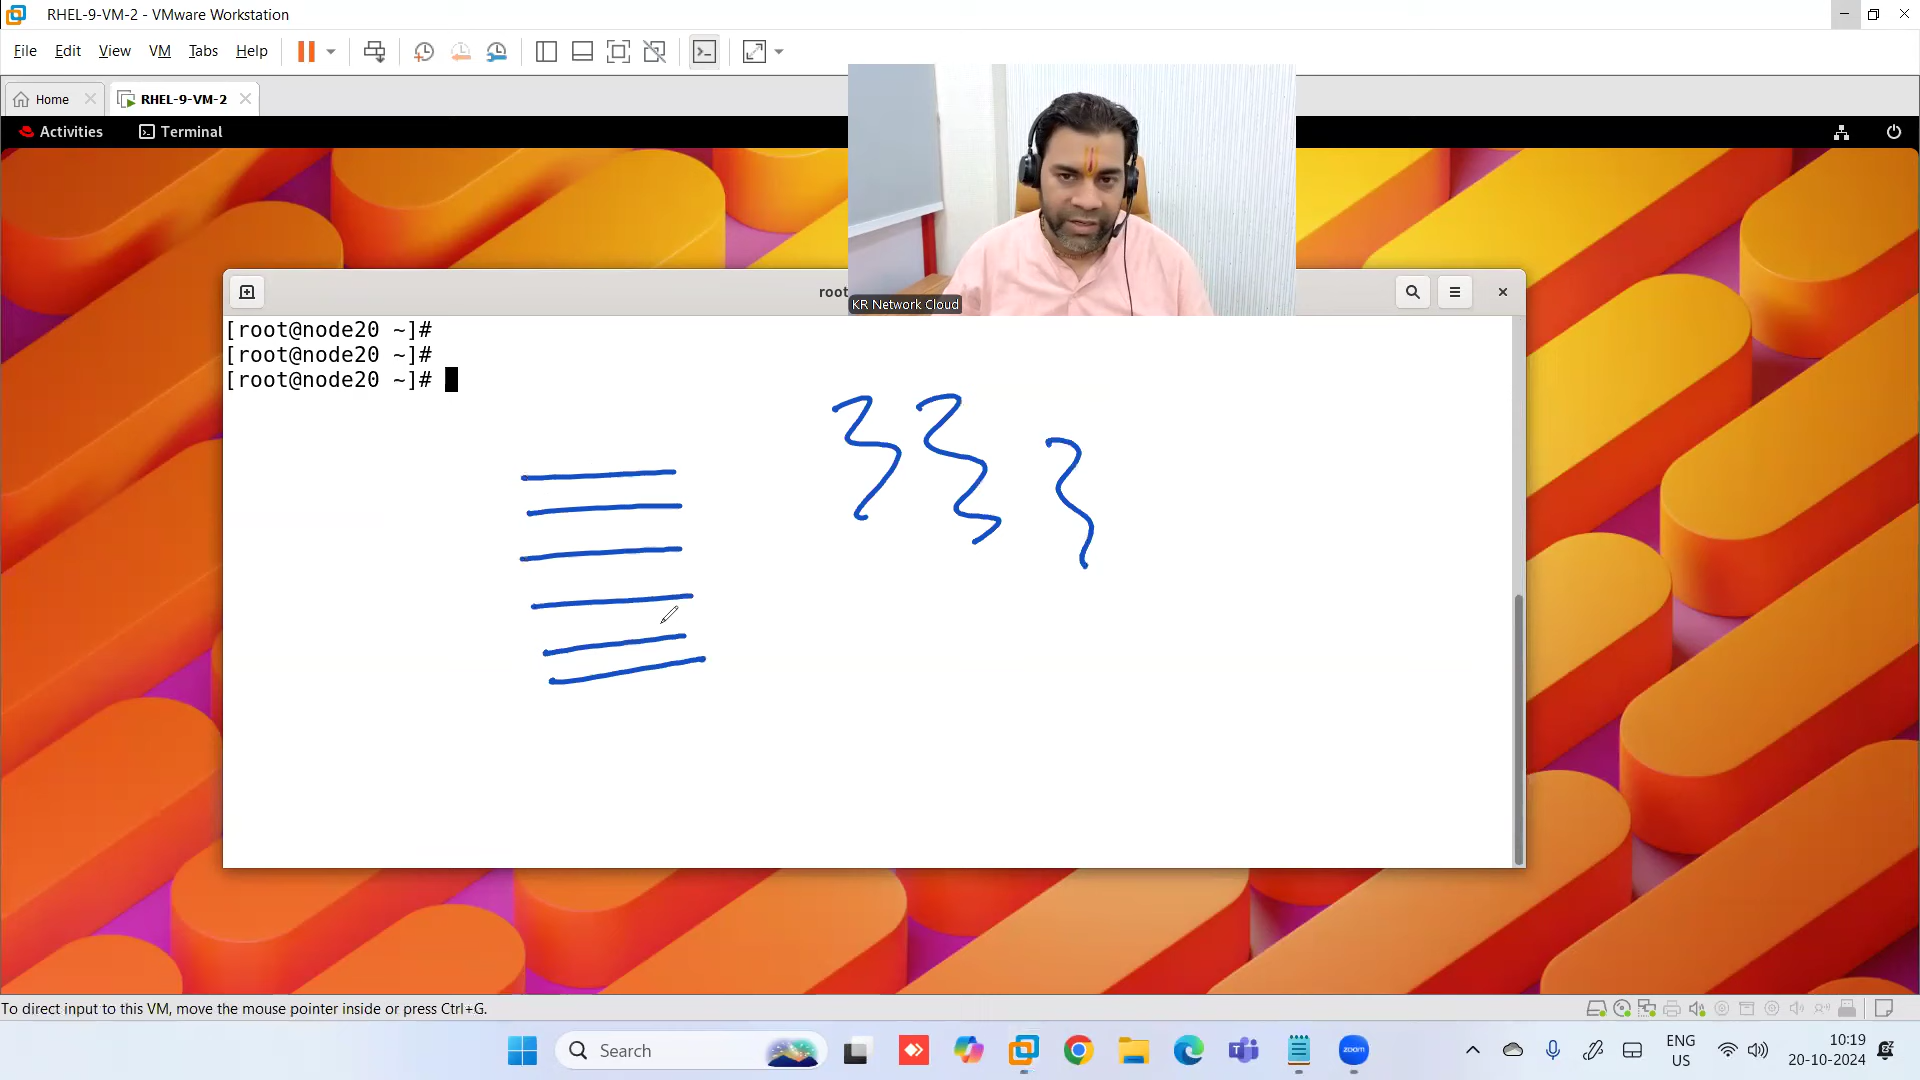 RHEL-9-VM-2 - VMware Workstation
File Edit View VM Tabs Help
Home
RHEL-9-VM-2
Activities
Terminal
KR Network Cloud
root
[root@node20 ~]#
[root@node20 ~]#
[root@node20 ~]#
To direct input to this VM, move the mouse pointer inside or press Ctrl+G.
Search
zoom
ENG
US
10:19
20-10-2024